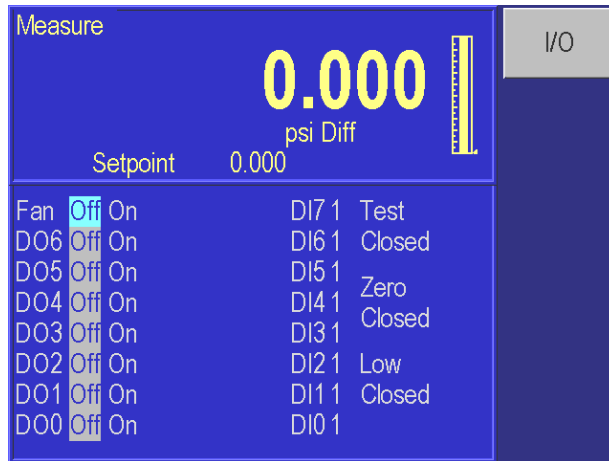 Measure
I/O
0.000
psi Diff
Setpoint 0.000
Fan Off On DI7 1 Test
DO6 Off On DI6 1 Closed
DO5 Off On DI5 1
Zero
DO4 Off On DI4 1
Closed
DO3 Off On DI3 1
DO2 Off On DI2 1 Low
DO1 Off On DI1 1 Closed
DO0 Off On DI0 1